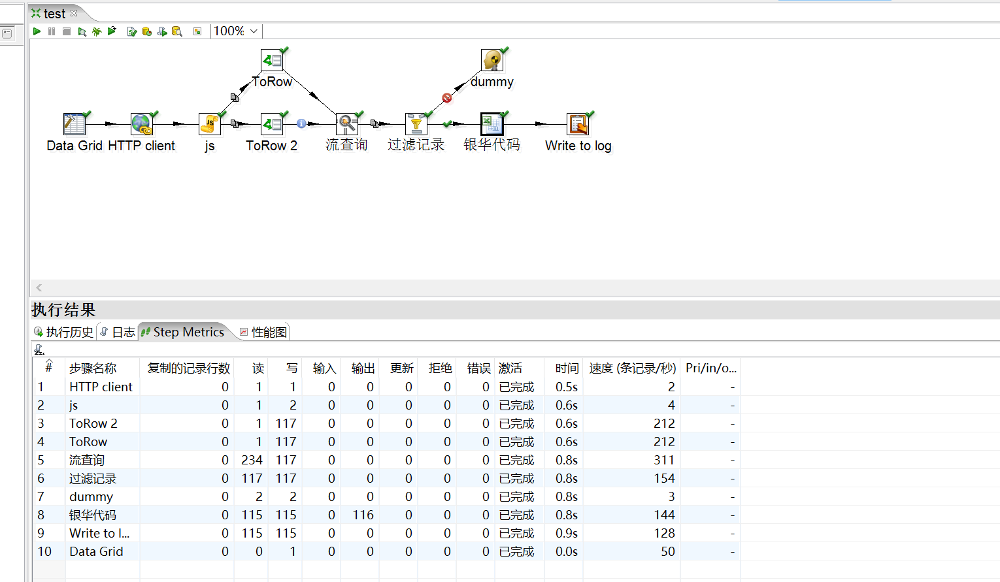 test
100%
ToRow
dummy
Data Grid HTTP client js ToRow 2 流查询 过滤记录 银华代码 Write to log
执行结果
执行历史 日志 Step Metrics 性能图
# 步骤名称 复制的记录行数 读 写 输入 输出 更新 拒绝 错误 激活 时间 速度 (条记录/秒) Pri/in/o...
1 HTTP client 0 1 1 0 0 0 0 0 已完成 0.5s 2 -
2 js 0 1 2 0 0 0 0 0 已完成 0.6s 4 -
3 ToRow 2 0 1 117 0 0 0 0 0 已完成 0.6s 212 -
4 ToRow 0 1 117 0 0 0 0 0 已完成 0.6s 212 -
5 流查询 0 234 117 0 0 0 0 0 已完成 0.8s 311 -
6 过滤记录 0 117 117 0 0 0 0 0 已完成 0.8s 154 -
7 dummy 0 2 2 0 0 0 0 0 已完成 0.8s 3 -
8 银华代码 0 115 115 0 116 0 0 0 已完成 0.8s 144 -
9 Write to l... 0 115 115 0 0 0 0 0 已完成 0.9s 128 -
10 Data Grid 0 0 1 0 0 0 0 0 已完成 0.0s 50 -